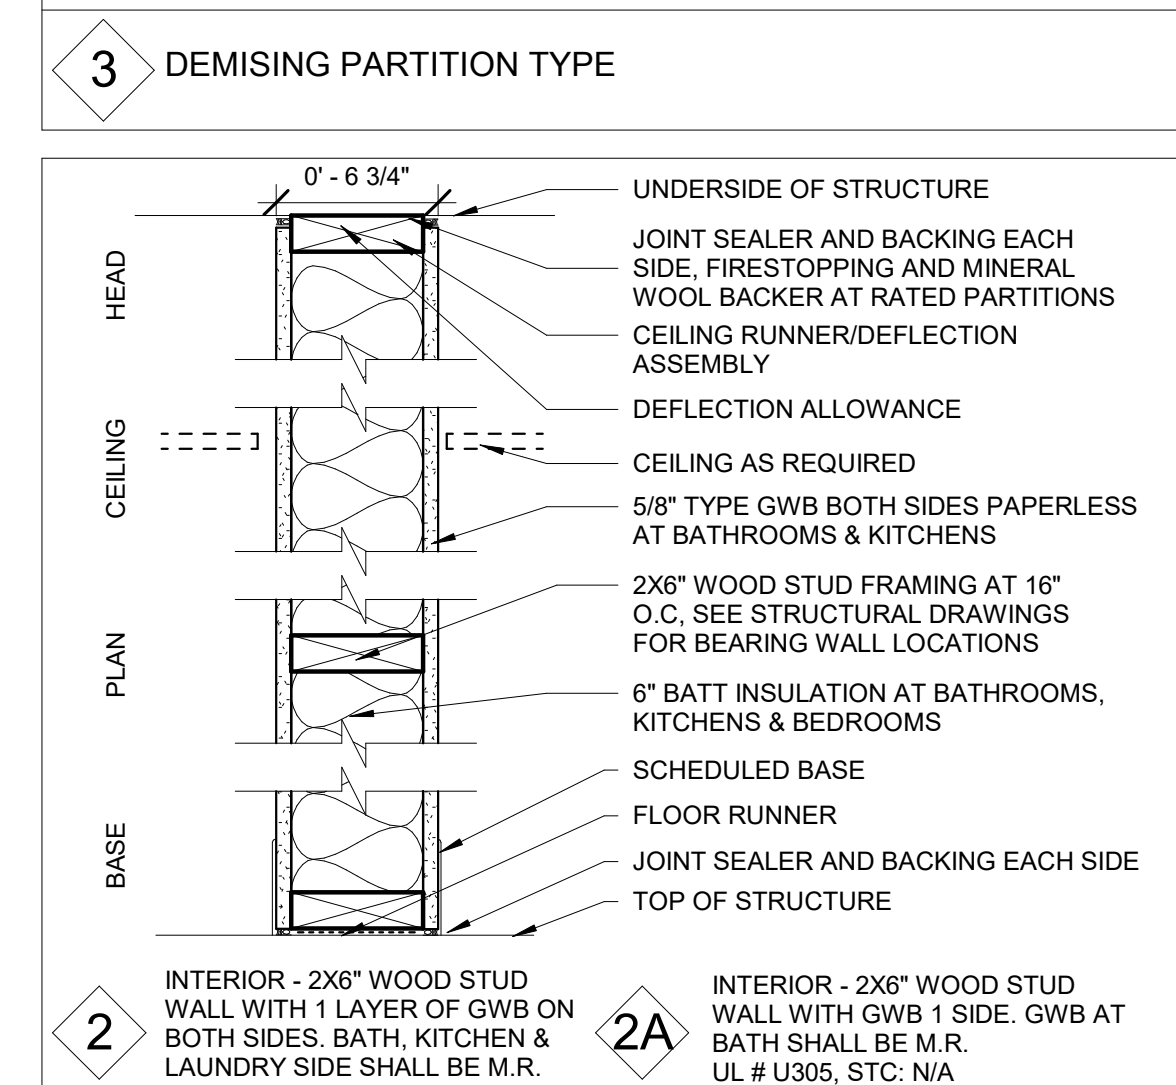 3
DEMISING PARTITION TYPE
0' - 6 3/4"
HEAD
CEILING
PLAN
BASE
UNDERSIDE OF STRUCTURE
JOINT SEALER AND BACKING EACH
SIDE, FIRESTOPPING AND MINERAL
WOOL BACKER AT RATED PARTITIONS
CEILING RUNNER/DEFLECTION
ASSEMBLY
DEFLECTION ALLOWANCE
CEILING AS REQUIRED
5/8" TYPE GWB BOTH SIDES PAPERLESS
AT BATHROOMS & KITCHENS
2X6" WOOD STUD FRAMING AT 16"
O.C, SEE STRUCTURAL DRAWINGS
FOR BEARING WALL LOCATIONS
6" BATT INSULATION AT BATHROOMS,
KITCHENS & BEDROOMS
SCHEDULED BASE
FLOOR RUNNER
JOINT SEALER AND BACKING EACH SIDE
TOP OF STRUCTURE
2
INTERIOR - 2X6" WOOD STUD
WALL WITH 1 LAYER OF GWB ON
BOTH SIDES. BATH, KITCHEN &
LAUNDRY SIDE SHALL BE M.R.
2A
INTERIOR - 2X6" WOOD STUD
WALL WITH GWB 1 SIDE. GWB AT
BATH SHALL BE M.R.
UL # U305, STC: N/A